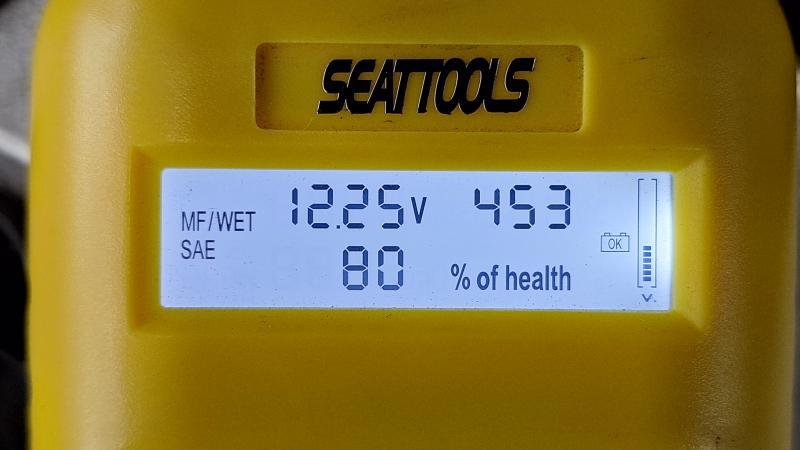 SEATTOOLS
MF/WET 12.25V 453
SAE 80 % of health
OK
V